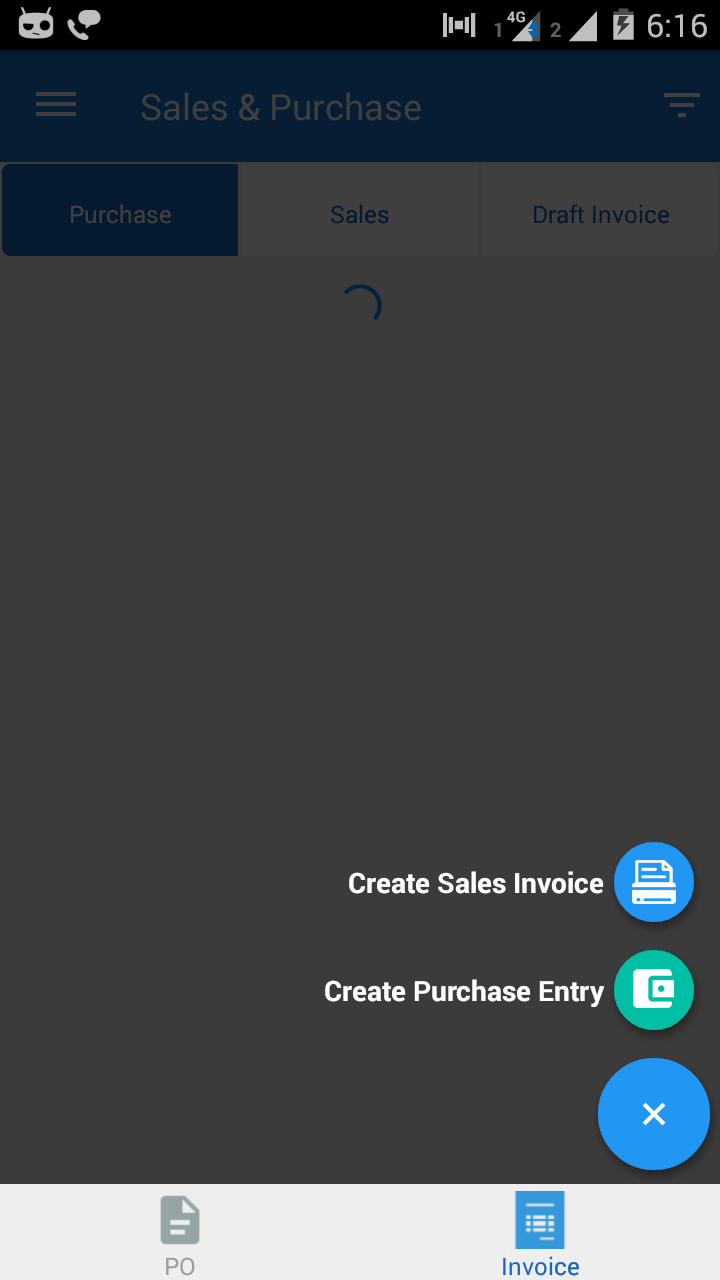 1 4G 2 6:16
Sales & Purchase
Purchase Sales Draft Invoice
Create Sales Invoice
Create Purchase Entry
PO Invoice